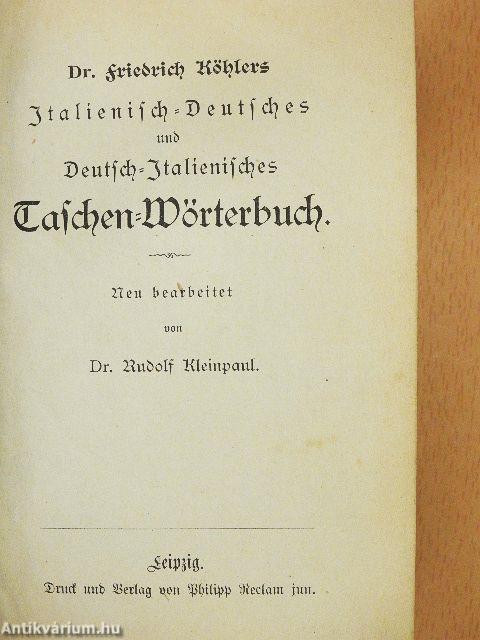 Dr. Friedrich Köhlers
Italienisch-Deutsches
und
Deutsch-Italienisches
Taschen-Wörterbuch.
Neu bearbeitet
von
Dr. Rudolf Kleinpaul.
Leipzig.
Druck und Verlag von Philipp Reclam jun.
Antikvárium.hu